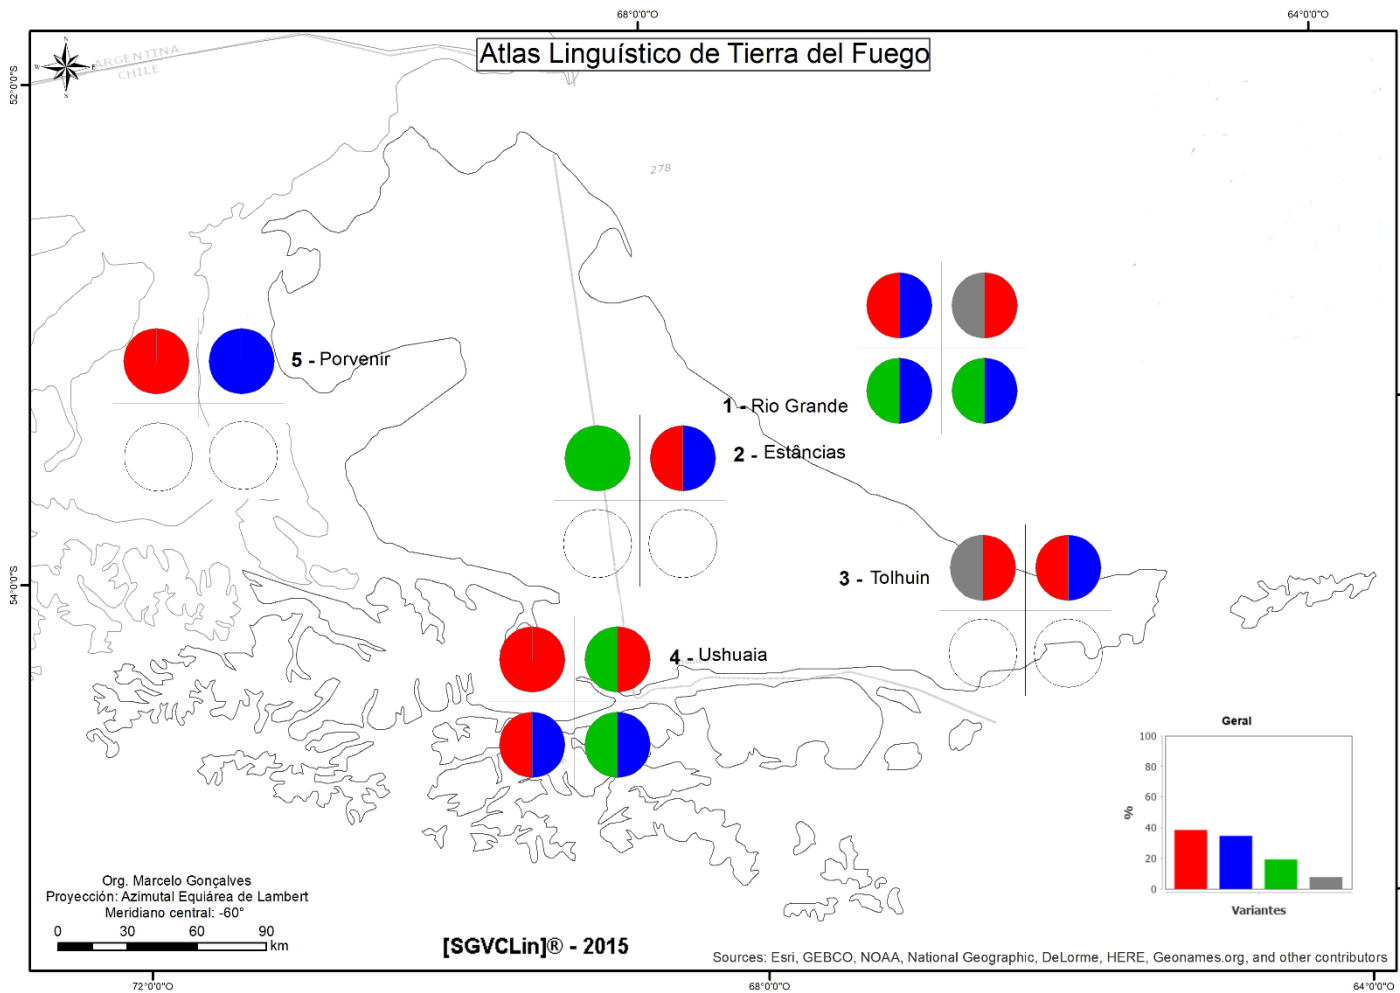 68°0'0"O
64°0'0"O
Atlas Linguístico de Tierra del Fuego
N
W
E
S
ARGENTINA
CHILE
52°0'0"S
278
5 - Porvenir
1 - Rio Grande
2 - Estâncias
3 - Tolhuin
54°0'0"S
4 - Ushuaia
Geral
100
80
60
40
20
0
%
Variantes
Org. Marcelo Gonçalves
Proyección: Azimutal Equiárea de Lambert
Meridiano central: -60°
0 30 60 90
km
[SGVCLin]® - 2015
Sources: Esri, GEBCO, NOAA, National Geographic, DeLorme, HERE, Geonames.org, and other contributors
72°0'0"O
68°0'0"O
64°0'0"O